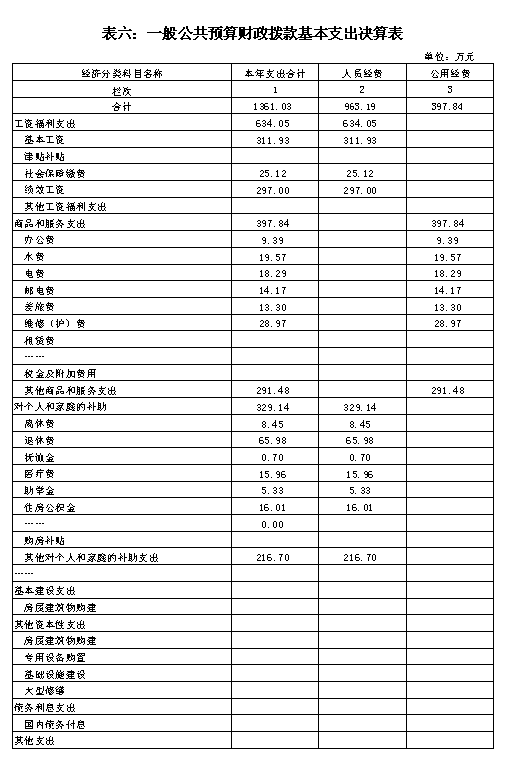 表六：一般公共预算财政拨款基本支出决算表
单位：万元
经济分类科目名称 本年支出合计 人员经费 公用经费
栏次 1 2 3
合计 1361.03 963.19 397.84
工资福利支出 634.05 634.05
基本工资 311.93 311.93
津贴补贴
社会保障缴费 25.12 25.12
绩效工资 297.00 297.00
其他工资福利支出
商品和服务支出 397.84 397.84
办公费 9.39 9.39
水费 19.57 19.57
电费 18.29 18.29
邮电费 14.17 14.17
差旅费 13.30 13.30
维修（护）费 28.97 28.97
租赁费
……
税金及附加费用
其他商品和服务支出 291.48 291.48
对个人和家庭的补助 329.14 329.14
离休费 8.45 8.45
退休费 65.98 65.98
抚恤金 0.70 0.70
医疗费 15.96 15.96
助学金 5.33 5.33
住房公积金 16.01 16.01
…… 0.00
购房补贴
其他对个人和家庭的补助支出 216.70 216.70
……
基本建设支出
房屋建筑物购建
其他资本性支出
房屋建筑物购建
专用设备购置
基础设施建设
大型修缮
债务利息支出
国内债务付息
其他支出